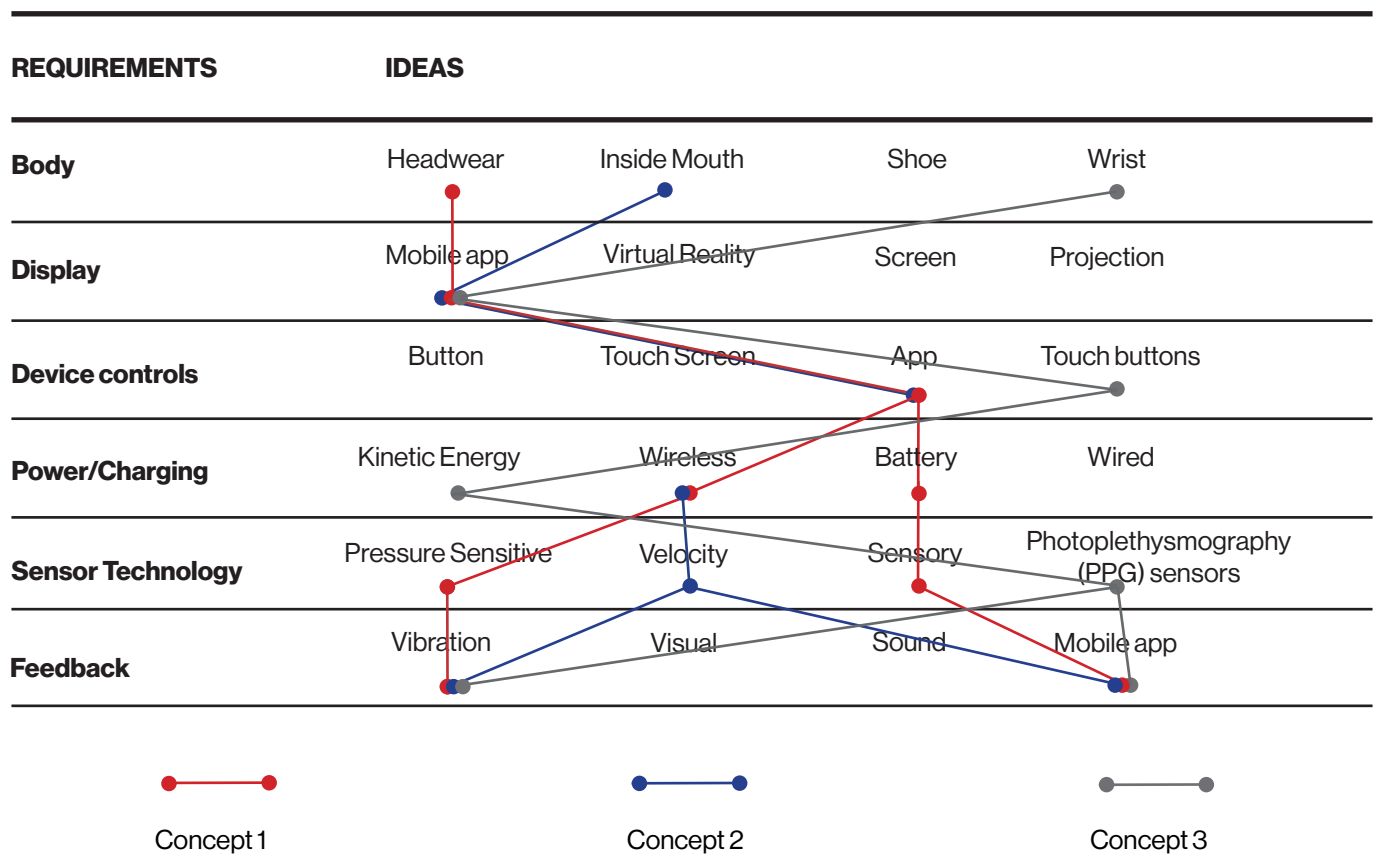 REQUIREMENTS IDEAS
Body Headwear Inside Mouth Shoe Wrist
Display Mobile app Virtual Reality Screen Projection
Device controls Button Touch Screen App Touch buttons
Power/Charging Kinetic Energy Wireless Battery Wired
Sensor Technology Pressure Sensitive Velocity Sensory Photoplethysmography
(PPG) sensors
Feedback Vibration Visual Sound Mobile app
Concept 1 Concept 2 Concept 3